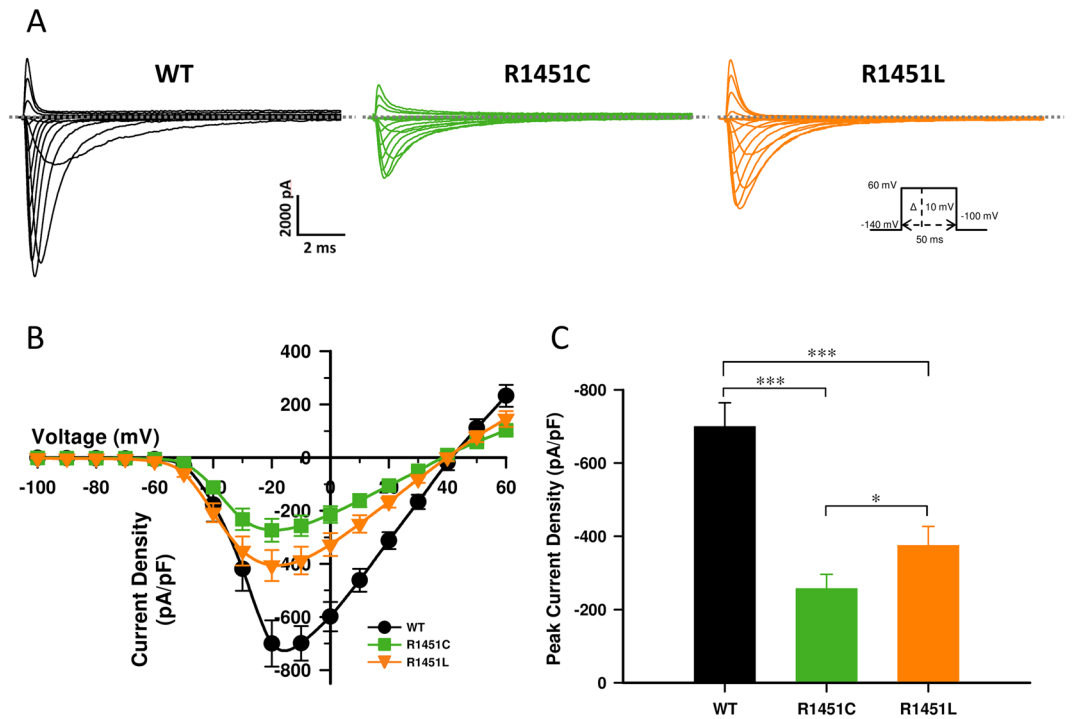 A
WT
R1451C
R1451L
2000 pA
2 ms
60 mV
Δ
10 mV
-140 mV
-100 mV
50 ms
B
400
200
0
-200
-400
-600
-800
Voltage (mV)
-100
-80
-60
-40
-20
0
20
40
60
Current Density
(pA/pF)
WT
R1451C
R1451L
C
***
***
*
Peak Current Density (pA/pF)
-800
-600
-400
-200
0
WT
R1451C
R1451L